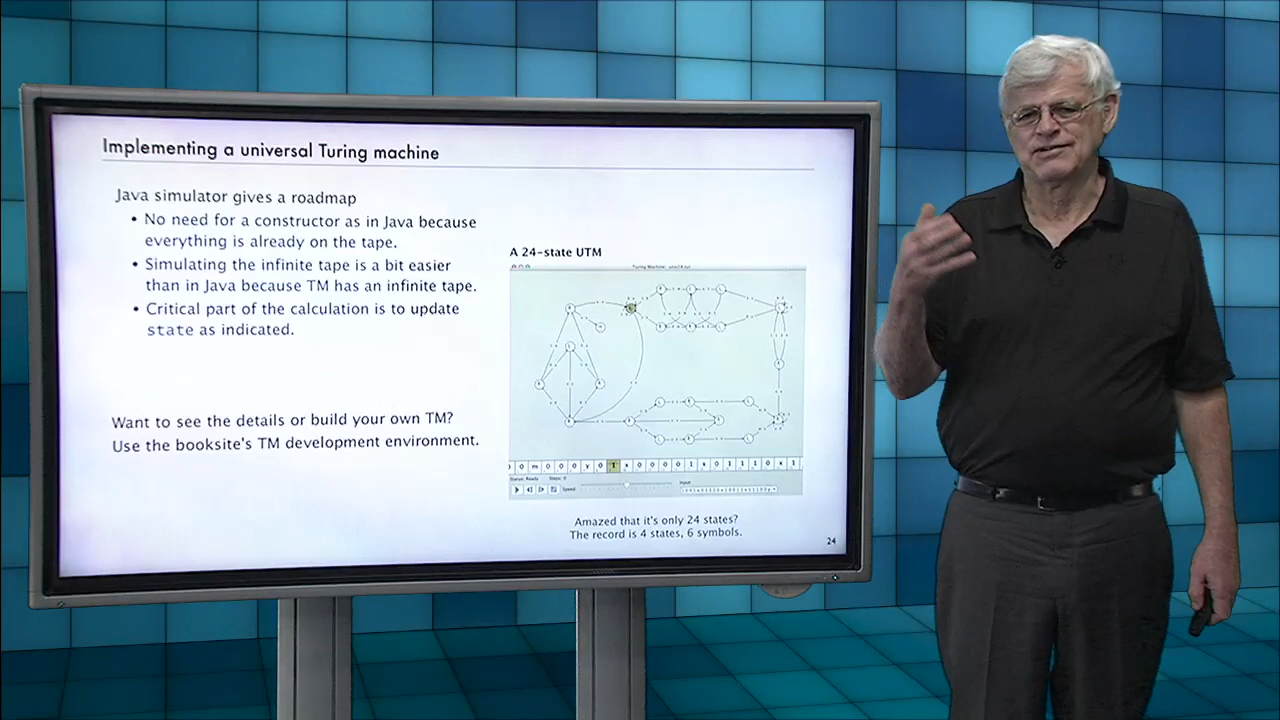 Implementing a universal Turing machine
Java simulator gives a roadmap
• No need for a constructor as in Java because
everything is already on the tape.
• Simulating the infinite tape is a bit easier
than in Java because TM has an infinite tape.
• Critical part of the calculation is to update
state as indicated.
Want to see the details or build your own TM?
Use the booksite's TM development environment.
A 24-state UTM
Amazed that it's only 24 states?
The record is 4 states, 6 symbols.
24